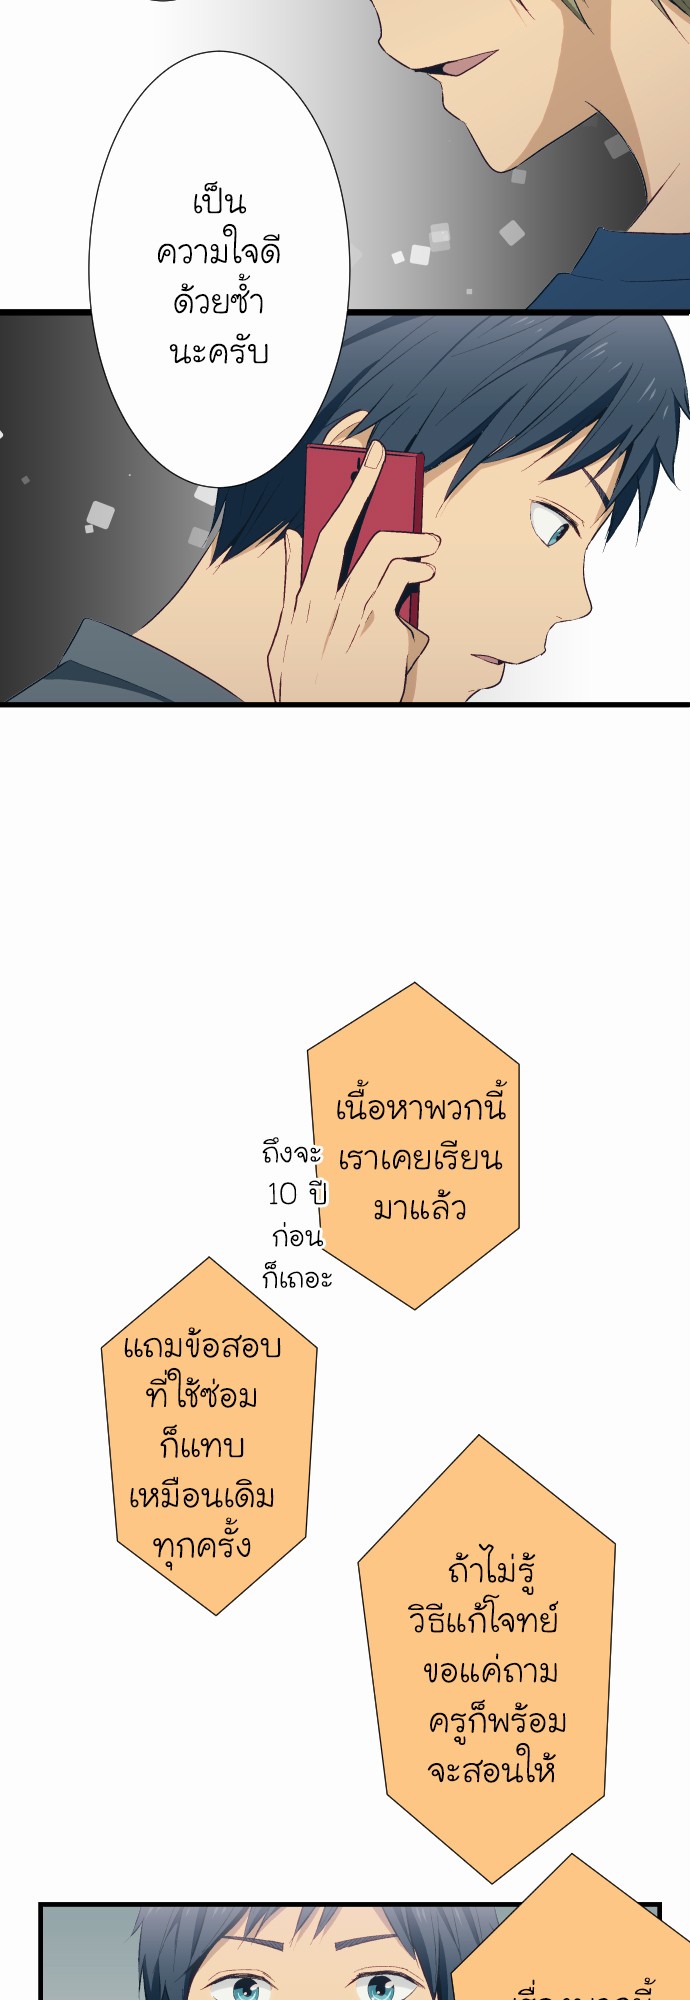 เป็น
ความใจดี
ด้วยซ้ำ
นะครับ
เนื้อหาพวกนี้
เราเคยเรียน
มาแล้ว
ถึงจะ
10 ปี
ก่อน
ก็เถอะ
แถมข้อสอบ
ที่ใช้ซ่อม
ก็แทบ
เหมือนเดิม
ทุกครั้ง
ถ้าไม่รู้
วิธีแก้โจทย์
ขอแค่ถาม
ครูก็พร้อม
จะสอนให้